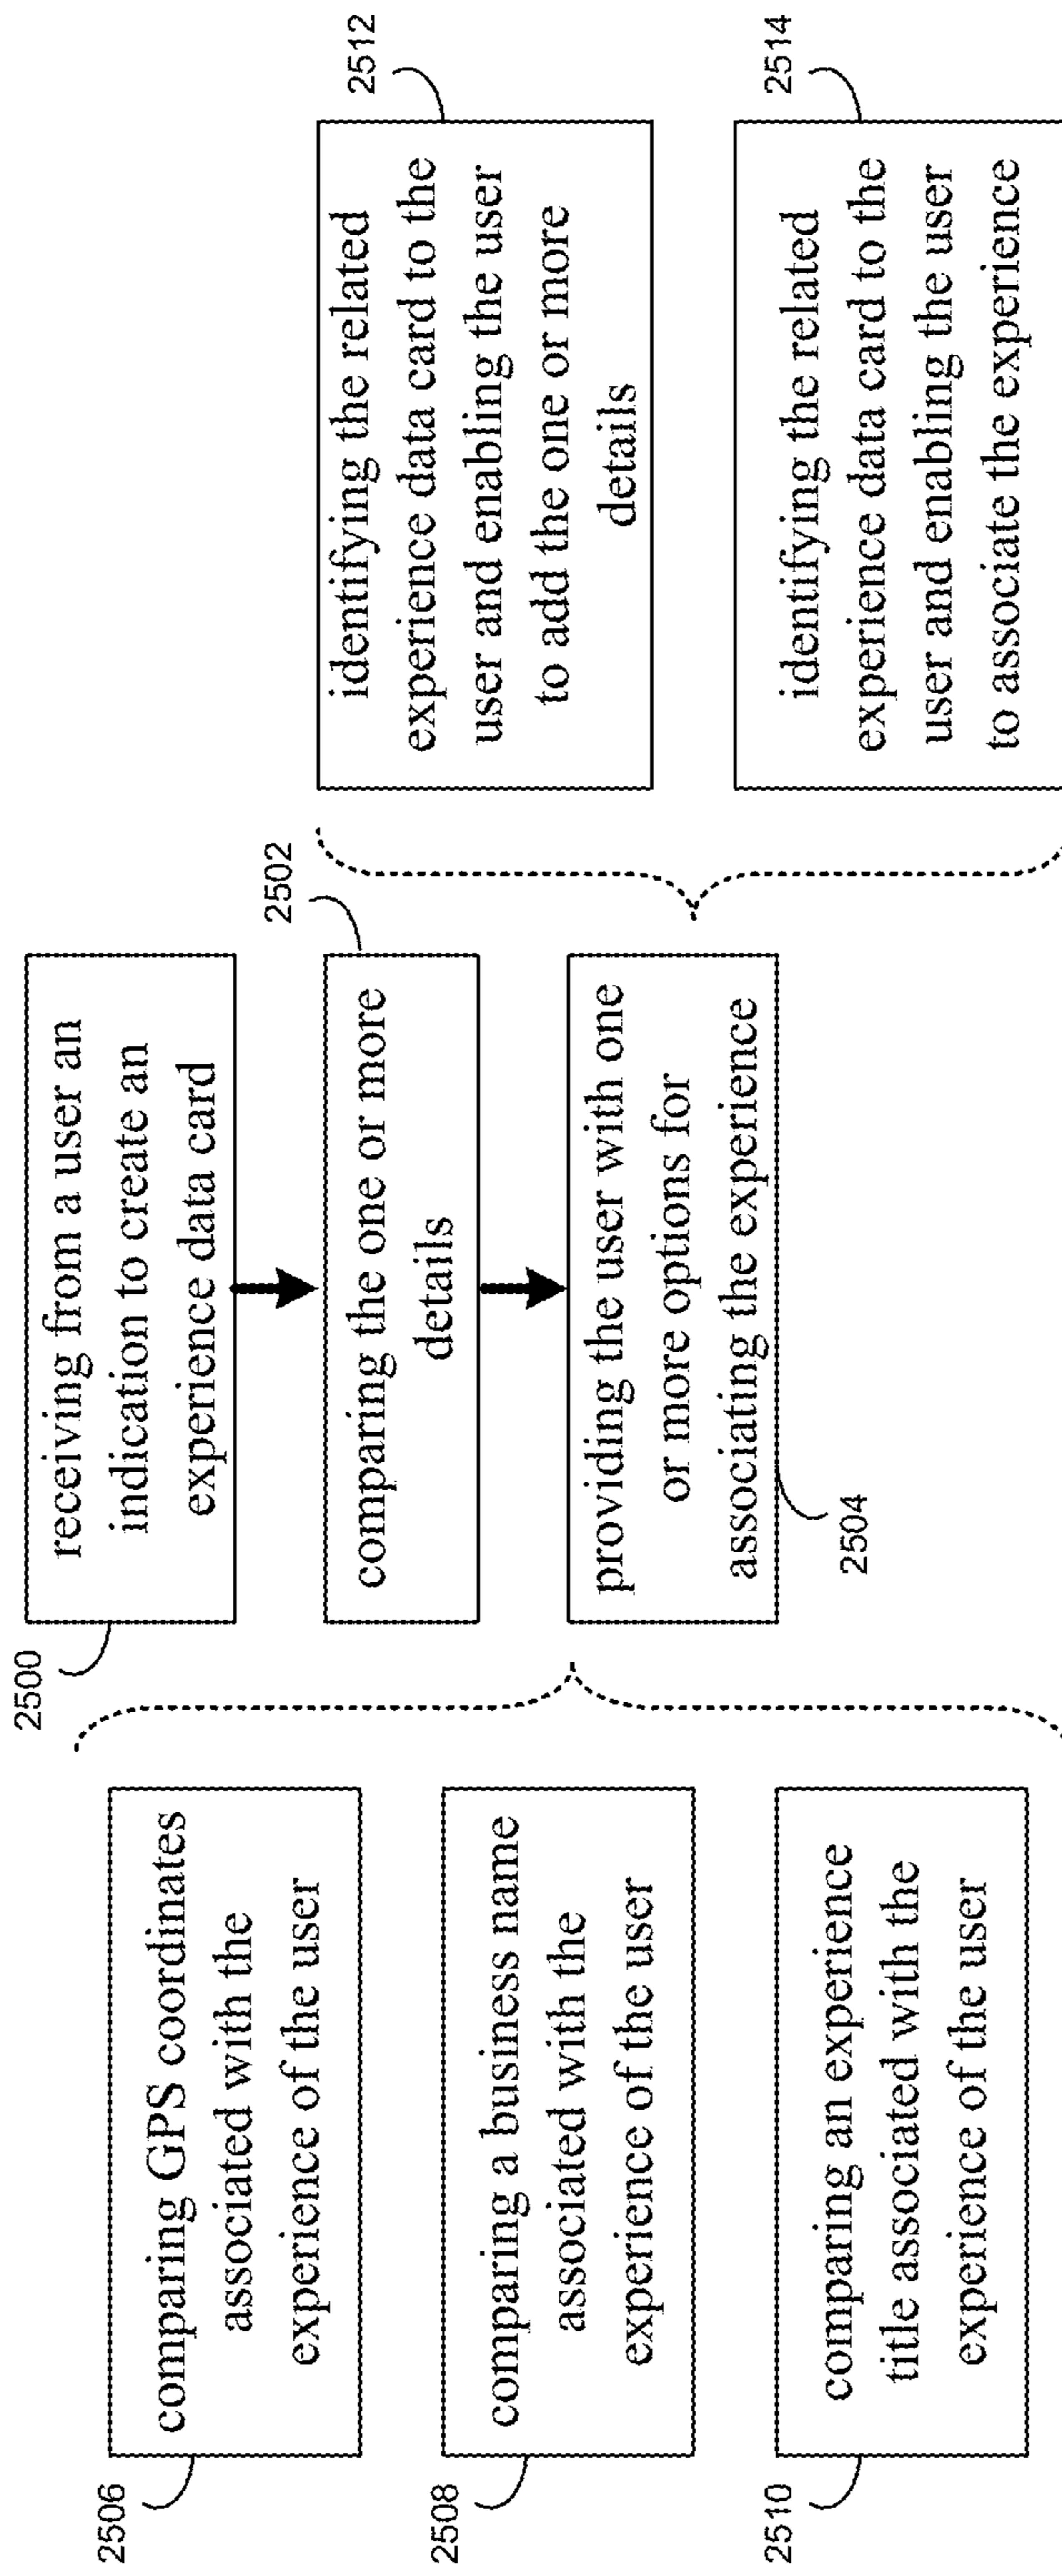 2500
receiving from a user an
indication to create an
experience data card
2502
comparing the one or more
details
providing the user with one
or more options for
associating the experience
2504
2506
comparing GPS coordinates
associated with the
experience of the user
2508
comparing a business name
associated with the
experience of the user
2510
comparing an experience
title associated with the
experience of the user
2512
identifying the related
experience data card to the
user and enabling the user
to add the one or more
details
2514
identifying the related
experience data card to the
user and enabling the user
to associate the experience